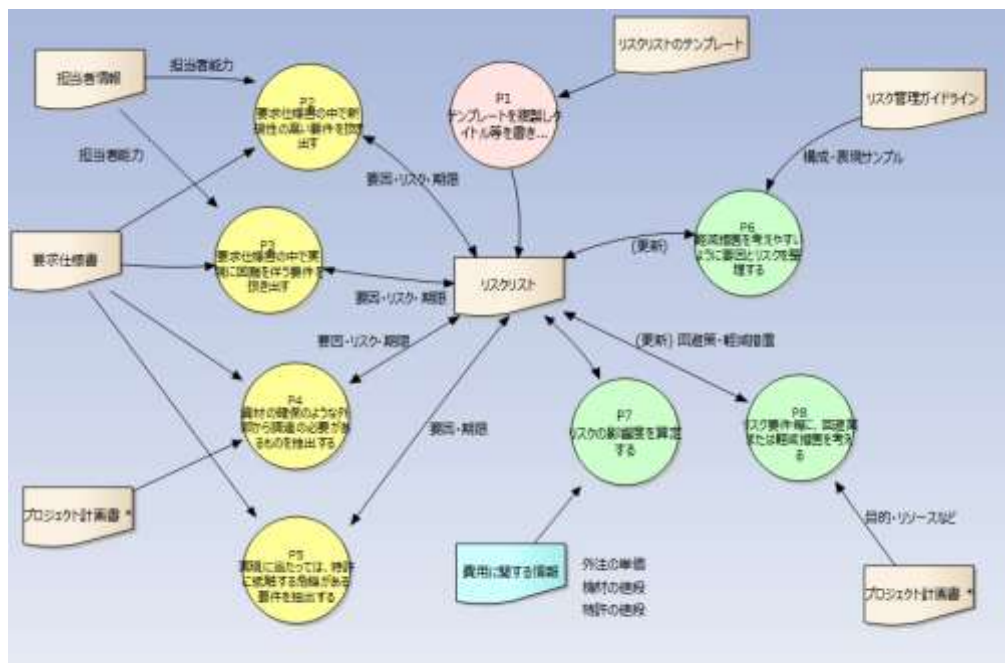 リスクリストのテンプレート
担当者情報
担当者能力
P2
要求仕様書の中で新
規性の高い要件を抜き
出す
P1
テンプレートを複製しタ
イトル等を書き...
リスク管理ガイドライン
担当者能力
要因・リスク・期限
構成・表現サンプル
P6
軽減措置を考えやすい
ように要因とリスクを整
理する
要求仕様書
P3
要求仕様書の中で実
現に困難を伴う要件を
抜き出す
(更新)
リスクリスト
要因・リスク・期限
要因・リスク・期限
(更新) 回避策・軽減措置
P4
資材の確保のような外
部から調達の必要があ
るものを抽出する
要因・期限
P7
リスクの影響度を算定
する
P8
リスク要件毎に、回避策
または軽減措置を考え
る
プロジェクト計画書 *
目的・リソースなど
P5
実現に当たっては、特許
に抵触する危険がある
要件を抽出する
費用に関する情報
外注の単価
機材の値段
特許の値段
プロジェクト計画書 *